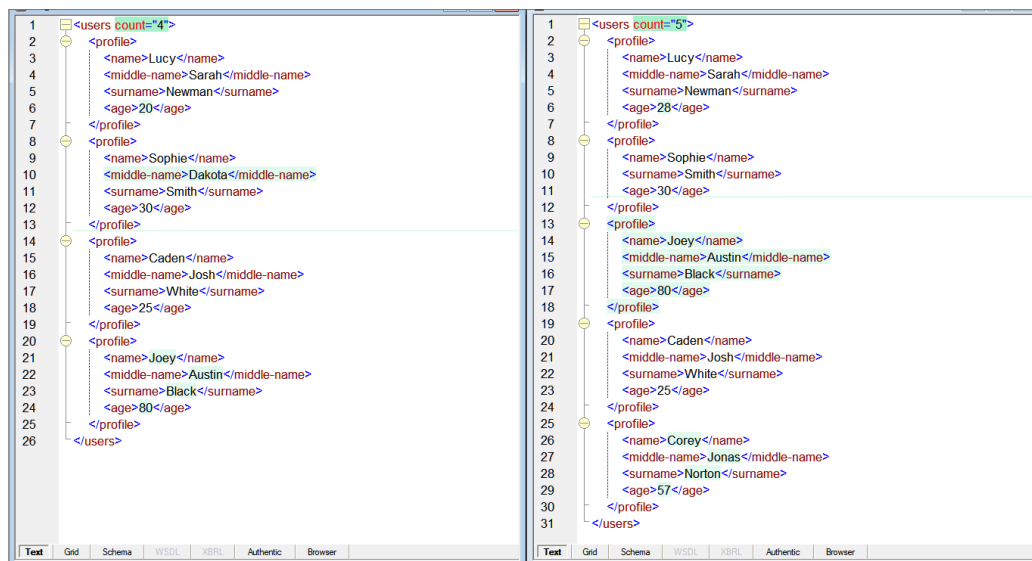 1 <users count="4">
2 <profile>
3 <name>Lucy</name>
4 <middle-name>Sarah</middle-name>
5 <surname>Newman</surname>
6 <age>20</age>
7 </profile>
8 <profile>
9 <name>Sophie</name>
10 <middle-name>Dakota</middle-name>
11 <surname>Smith</surname>
12 <age>30</age>
13 </profile>
14 <profile>
15 <name>Caden</name>
16 <middle-name>Josh</middle-name>
17 <surname>White</surname>
18 <age>25</age>
19 </profile>
20 <profile>
21 <name>Joey</name>
22 <middle-name>Austin</middle-name>
23 <surname>Black</surname>
24 <age>80</age>
25 </profile>
26 </users>
Text Grid Schema WSDL XBRL Authentic Browser
1 <users count="5">
2 <profile>
3 <name>Lucy</name>
4 <middle-name>Sarah</middle-name>
5 <surname>Newman</surname>
6 <age>28</age>
7 </profile>
8 <profile>
9 <name>Sophie</name>
10 <surname>Smith</surname>
11 <age>30</age>
12 </profile>
13 <profile>
14 <name>Joey</name>
15 <middle-name>Austin</middle-name>
16 <surname>Black</surname>
17 <age>80</age>
18 </profile>
19 <profile>
20 <name>Caden</name>
21 <middle-name>Josh</middle-name>
22 <surname>White</surname>
23 <age>25</age>
24 </profile>
25 <profile>
26 <name>Corey</name>
27 <middle-name>Jonas</middle-name>
28 <surname>Norton</surname>
29 <age>57</age>
30 </profile>
31 </users>
Text Grid Schema WSDL XBRL Authentic Browser